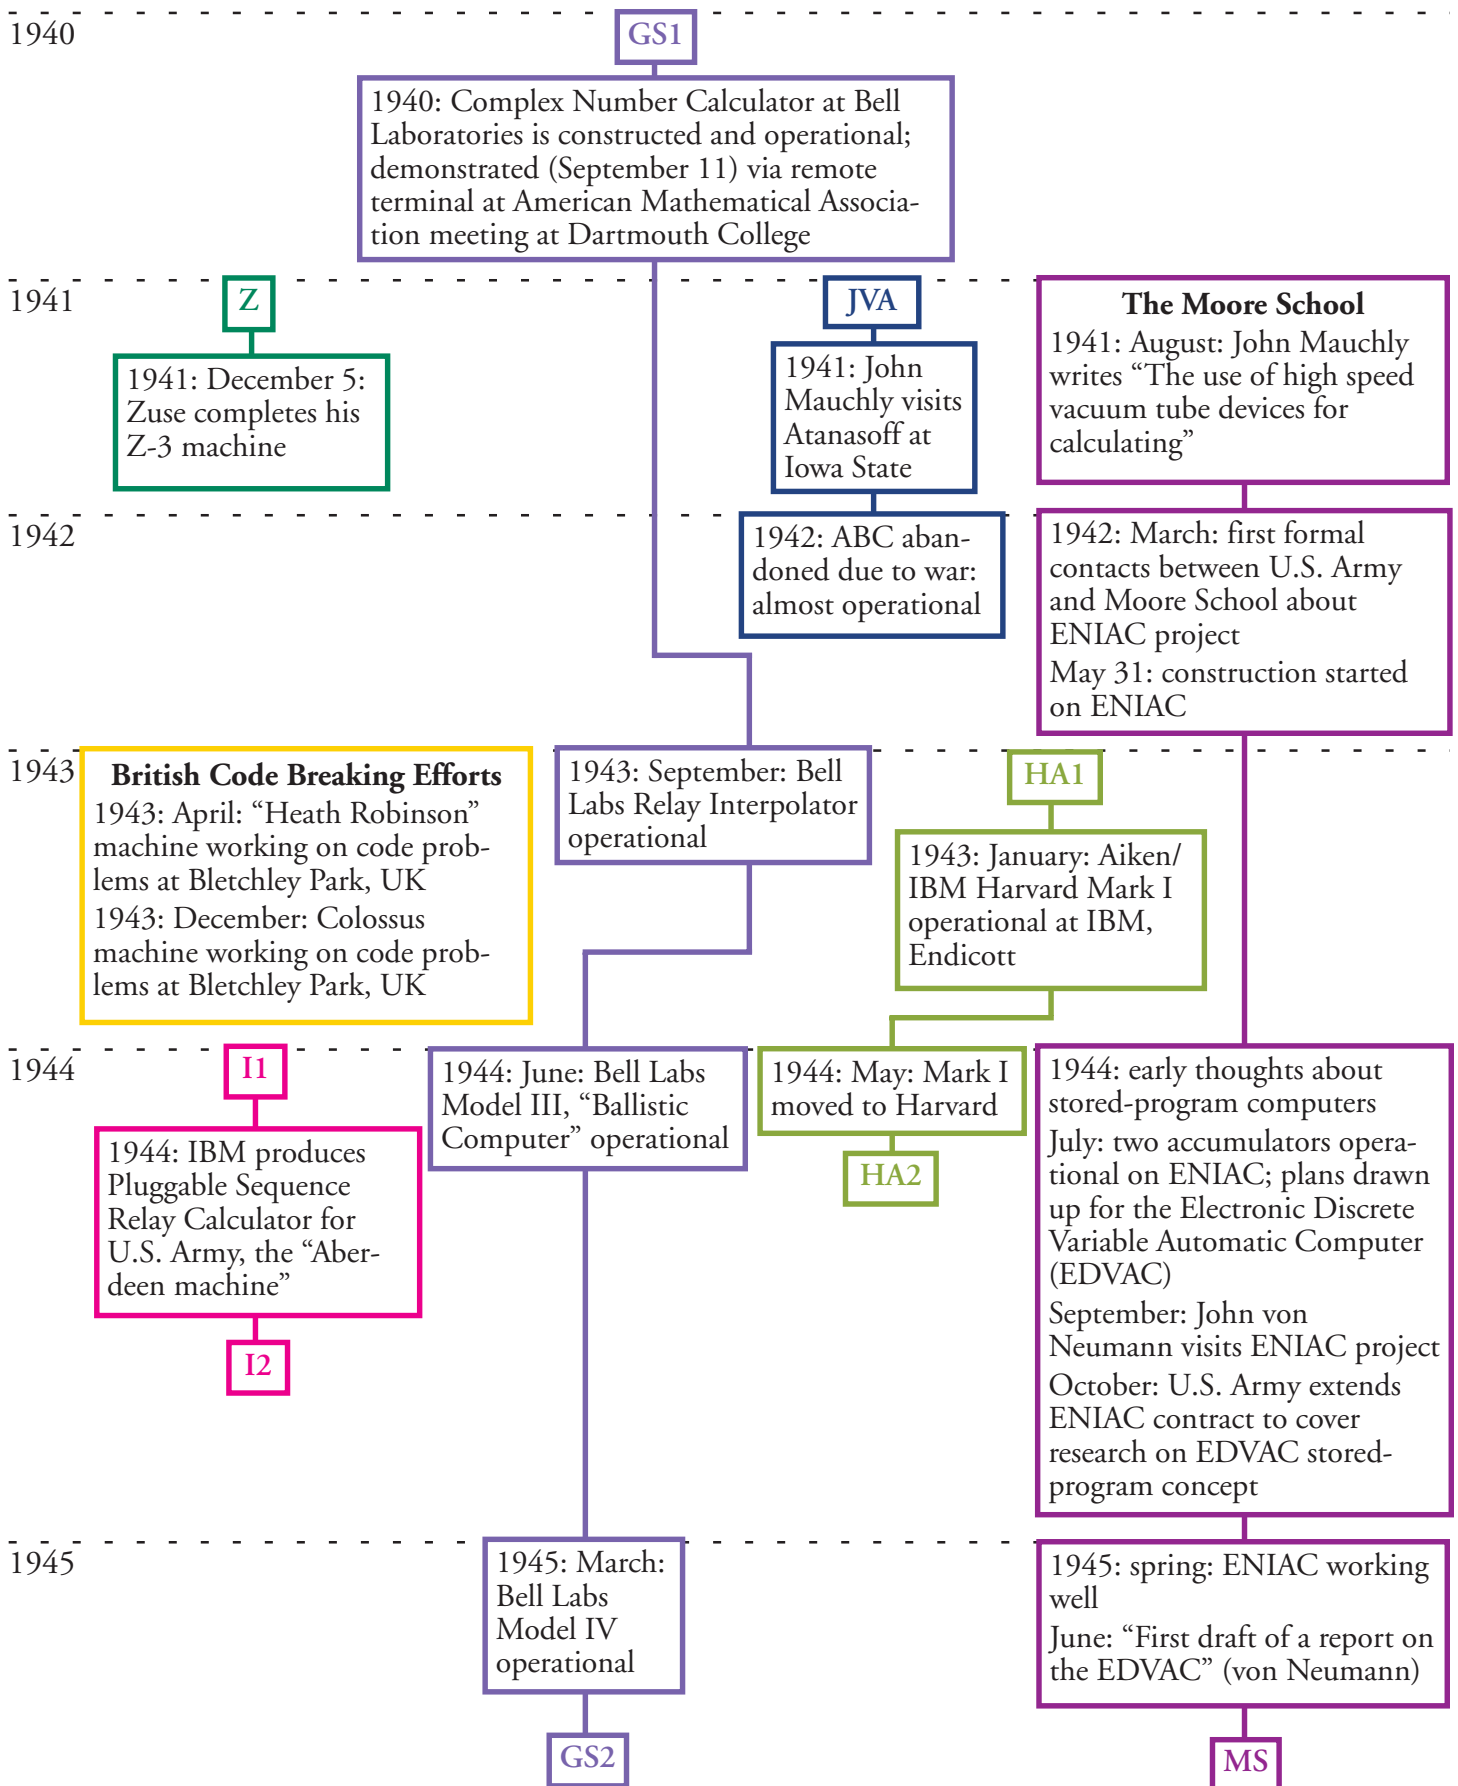 1940
GS1
1940: Complex Number Calculator at Bell
Laboratories is constructed and operational;
demonstrated (September 11) via remote
terminal at American Mathematical Associa-
tion meeting at Dartmouth College
1941
Z
1941: December 5:
Zuse completes his
Z-3 machine
JVA
1941: John
Mauchly visits
Atanasoff at
Iowa State
The Moore School
1941: August: John Mauchly
writes “The use of high speed
vacuum tube devices for
calculating”
1942
1942: ABC aban-
doned due to war:
almost operational
1942: March: first formal
contacts between U.S. Army
and Moore School about
ENIAC project
May 31: construction started
on ENIAC
1943
British Code Breaking Efforts
1943: April: “Heath Robinson”
machine working on code prob-
lems at Bletchley Park, UK
1943: December: Colossus
machine working on code prob-
lems at Bletchley Park, UK
1943: September: Bell
Labs Relay Interpolator
operational
HA1
1943: January: Aiken/
IBM Harvard Mark I
operational at IBM,
Endicott
1944
I1
1944: IBM produces
Pluggable Sequence
Relay Calculator for
U.S. Army, the “Aber-
deen machine”
I2
1944: June: Bell Labs
Model III, “Ballistic
Computer” operational
1944: May: Mark I
moved to Harvard
HA2
1944: early thoughts about
stored-program computers
July: two accumulators opera-
tional on ENIAC; plans drawn
up for the Electronic Discrete
Variable Automatic Computer
(EDVAC)
September: John von
Neumann visits ENIAC project
October: U.S. Army extends
ENIAC contract to cover
research on EDVAC stored-
program concept
1945
1945: March:
Bell Labs
Model IV
operational
GS2
1945: spring: ENIAC working
well
June: “First draft of a report on
the EDVAC” (von Neumann)
MS